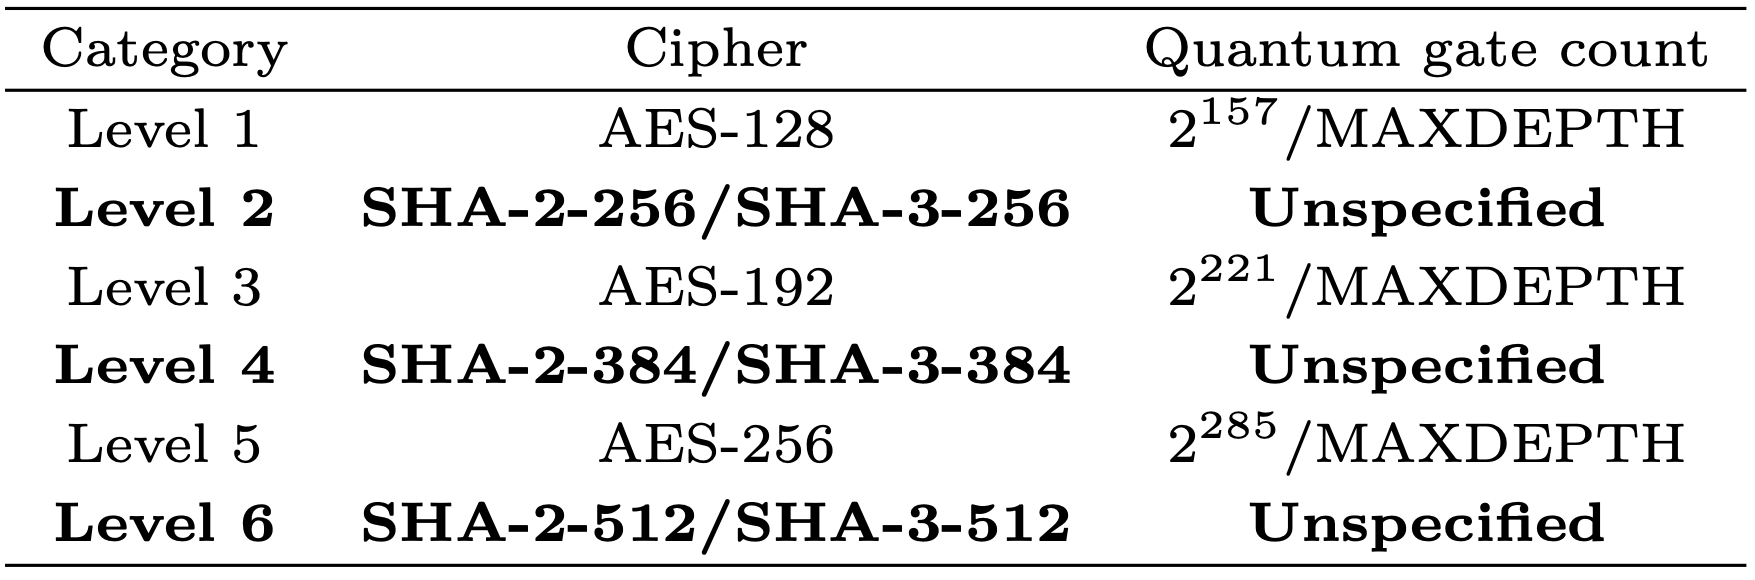 Category Cipher Quantum gate count
Level 1 AES-128 2^157/MAXDEPTH
Level 2 SHA-2-256/SHA-3-256 Unspecified
Level 3 AES-192 2^221/MAXDEPTH
Level 4 SHA-2-384/SHA-3-384 Unspecified
Level 5 AES-256 2^285/MAXDEPTH
Level 6 SHA-2-512/SHA-3-512 Unspecified